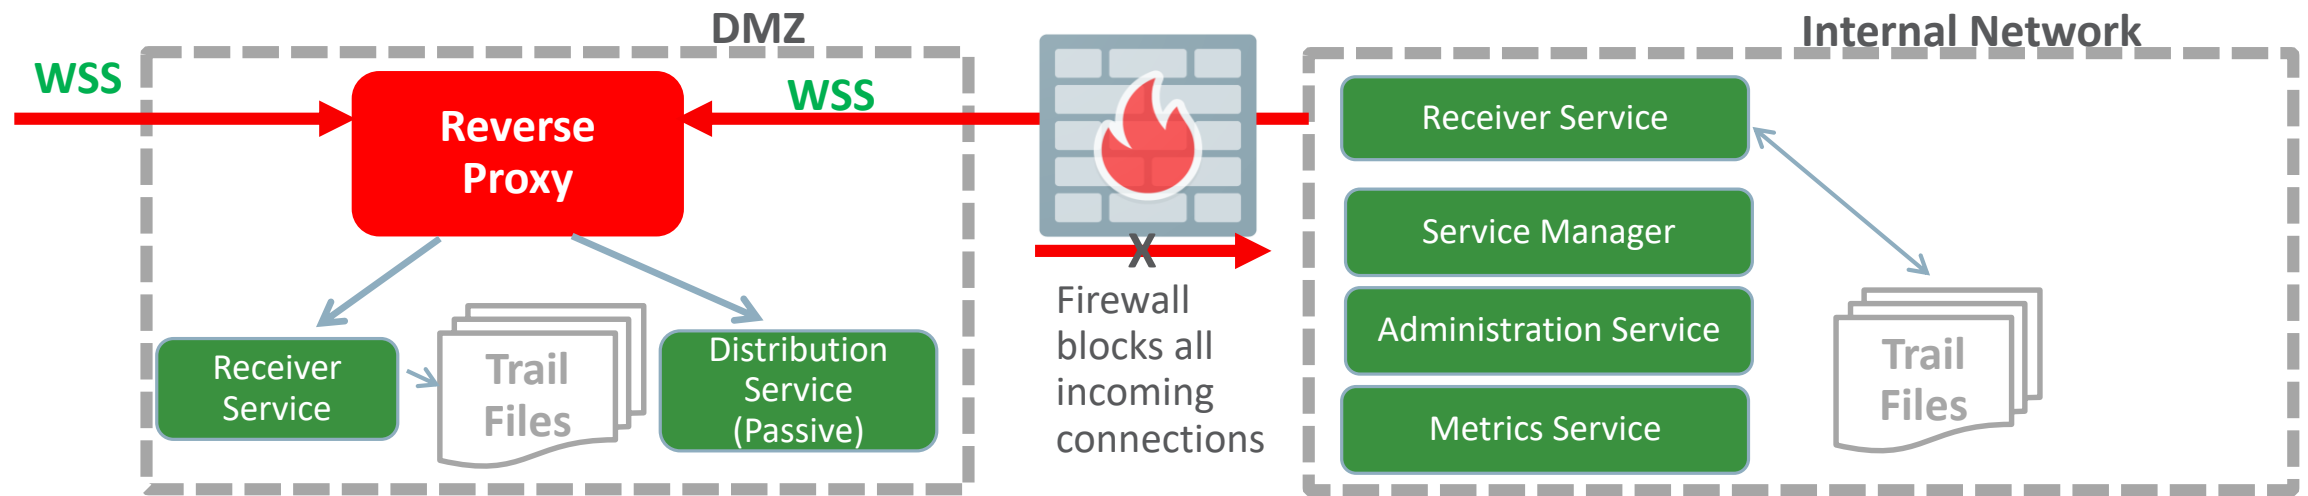 DMZ
Internal Network
WSS
WSS
Reverse
Proxy
Receiver
Service
Trail
Files
Distribution
Service
(Passive)
X
Firewall
blocks all
incoming
connections
Receiver Service
Service Manager
Administration Service
Metrics Service
Trail
Files